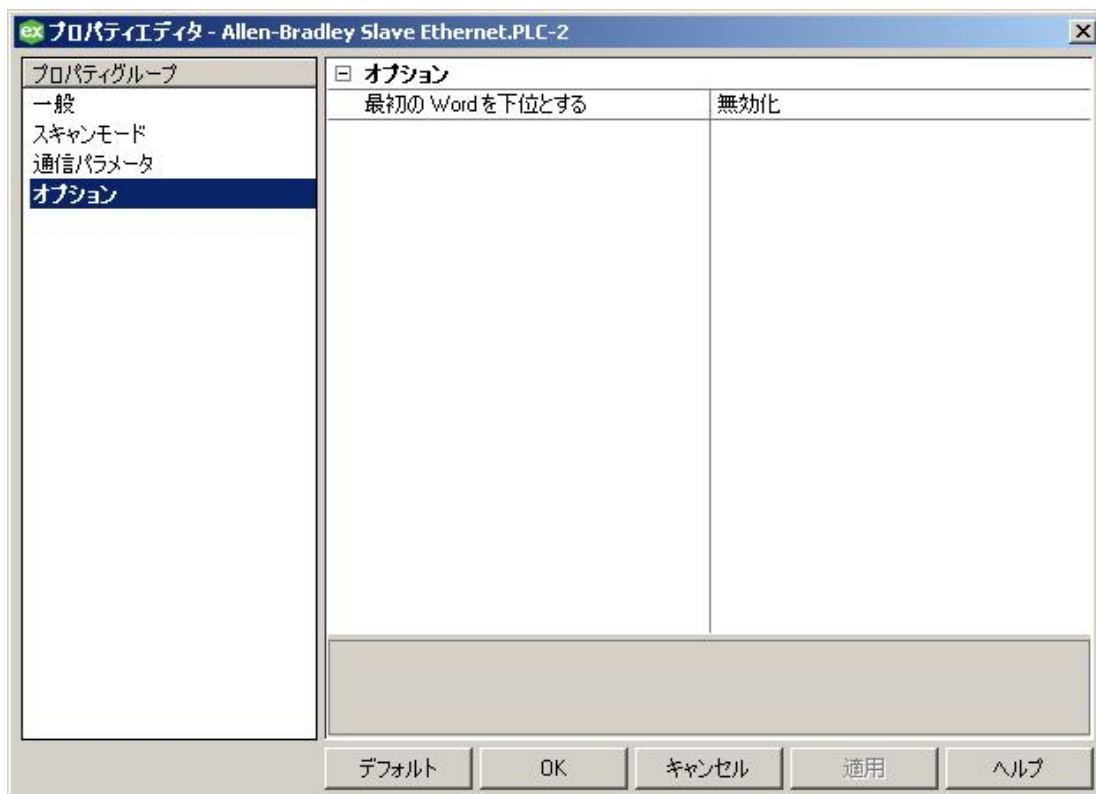 ex プロパティエディタ - Allen-Bradley Slave Ethernet.PLC-2
プロパティグループ
一般
スキャンモード
通信パラメータ
オプション
オプション
最初の Word を下位とする 無効化
デフォルト OK キャンセル 適用 ヘルプ